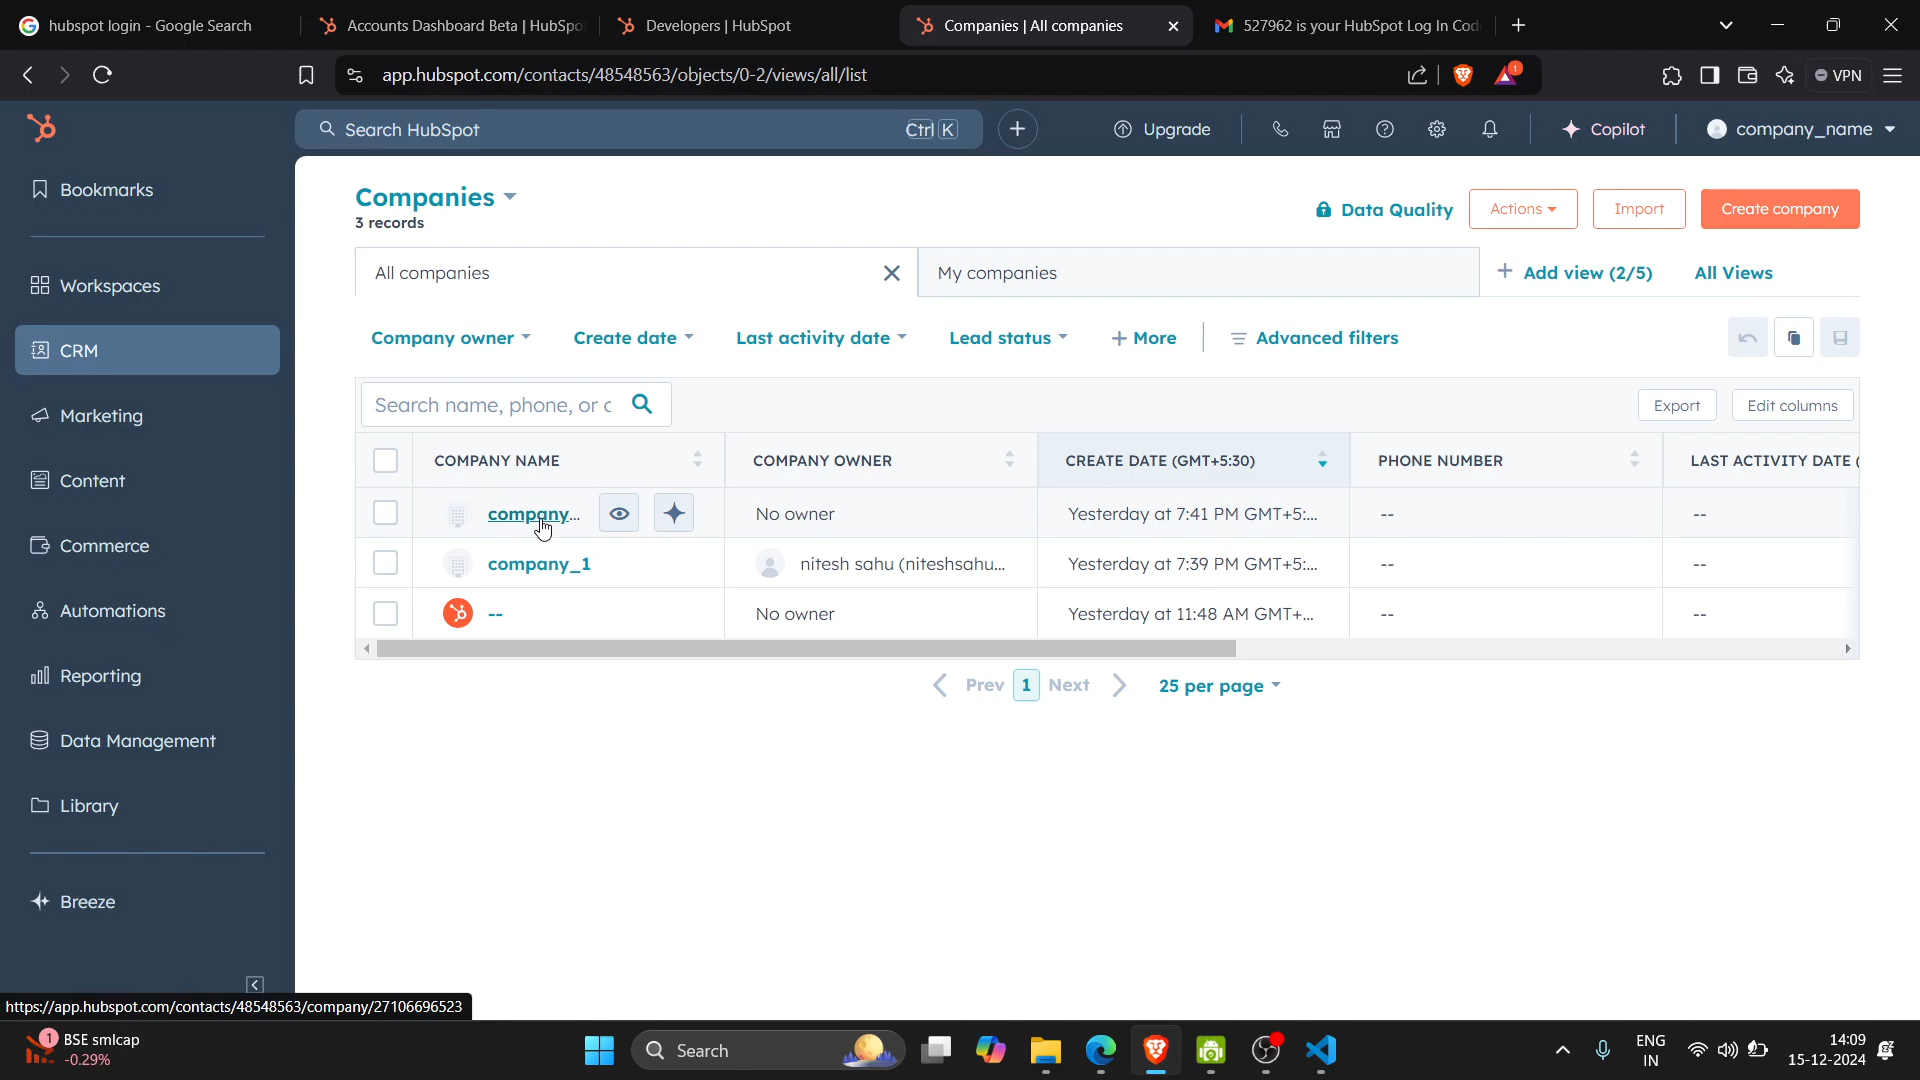 hubspot login - Google Search
Accounts Dashboard Beta | HubSpo
Developers | HubSpot
Companies | All companies
527962 is your HubSpot Log In Cod
app.hubspot.com/contacts/48548563/objects/0-2/views/all/list
1
VPN
Search HubSpot
Ctrl K
Upgrade
Copilot
company_name
Bookmarks
Workspaces
CRM
Marketing
Content
Commerce
Automations
Reporting
Data Management
Library
Breeze
Companies
3 records
Data Quality
Actions
Import
Create company
All companies
My companies
+ Add view (2/5)
All Views
Company owner
Create date
Last activity date
Lead status
+ More
Advanced filters
Search name, phone, or c
Export
Edit columns
COMPANY NAME
COMPANY OWNER
CREATE DATE (GMT+5:30)
PHONE NUMBER
LAST ACTIVITY DATE (
company...
No owner
Yesterday at 7:41 PM GMT+5:...
--
--
company_1
nitesh sahu (niteshsahu...
Yesterday at 7:39 PM GMT+5:...
--
--
--
No owner
Yesterday at 11:48 AM GMT+...
--
--
Prev 1 Next
25 per page
https://app.hubspot.com/contacts/48548563/company/27106696523
1
BSE smlcap
-0.29%
Search
ENG
IN
14:09
15-12-2024